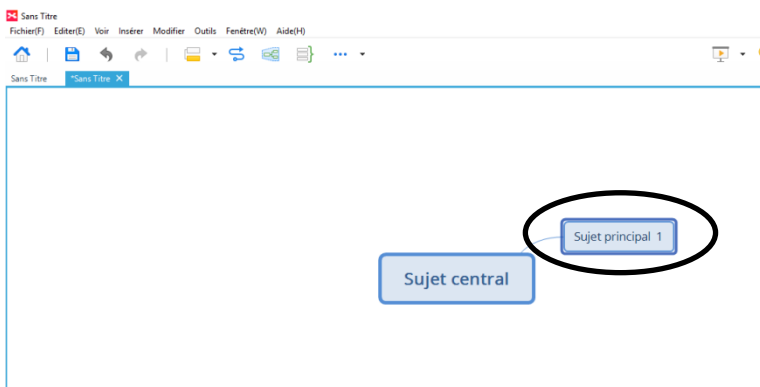 Sans Titre
Fichier(F) Editer(E) Voir Insérer Modifier Outils Fenêtre(W) Aide(H)
Sans Titre *Sans Titre X
Sujet principal 1
Sujet central